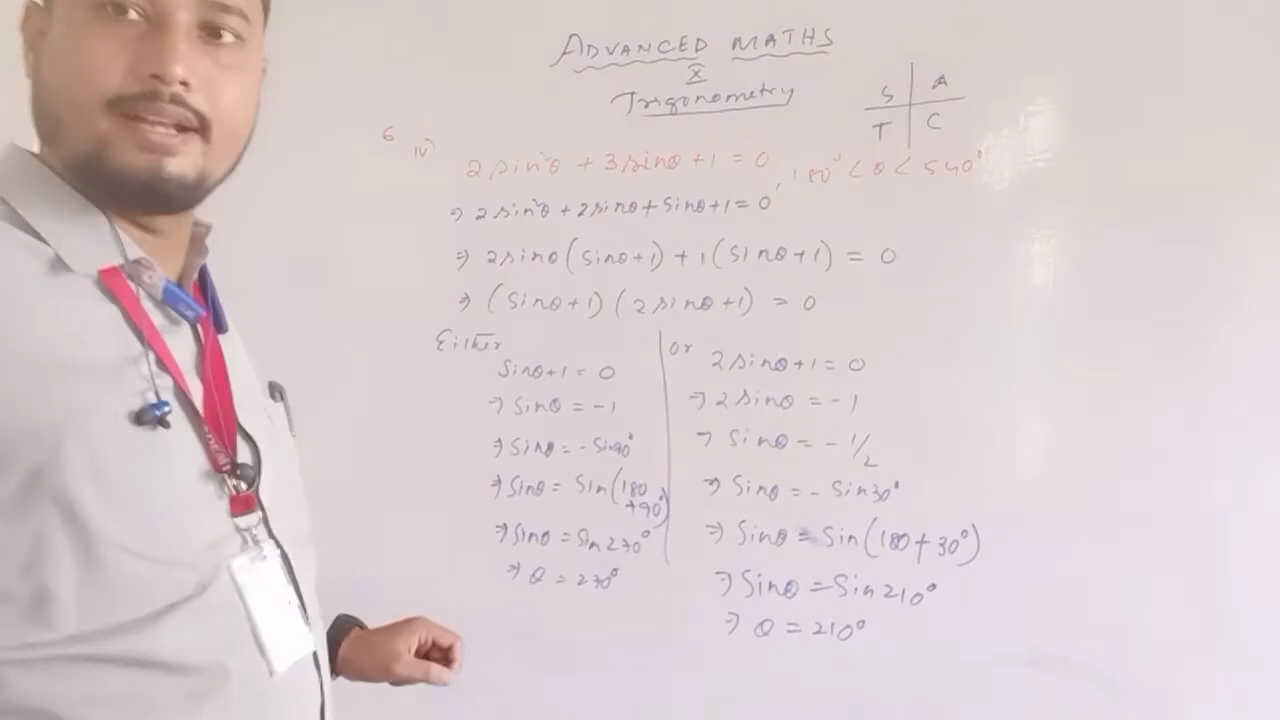 ADVANCED MATHS
X
Trigonometry
S A
T C
6 iv) 2sin²θ + 3sinθ + 1 = 0, 180° < θ < 540°
⇒ 2sin²θ + 2sinθ + sinθ + 1 = 0
⇒ 2sinθ(sinθ+1) + 1(sinθ+1) = 0
⇒ (sinθ+1)(2sinθ+1) = 0
Either
sinθ+1 = 0
⇒ sinθ = -1
⇒ sinθ = - sin90°
⇒ sinθ = sin(180 + 90°)
⇒ sinθ = sin270°
⇒ θ = 270°
or
2sinθ+1 = 0
⇒ 2sinθ = -1
⇒ sinθ = - 1/2
⇒ sinθ = - sin30°
⇒ sinθ = sin(180 + 30°)
⇒ sinθ = sin210°
⇒ θ = 210°